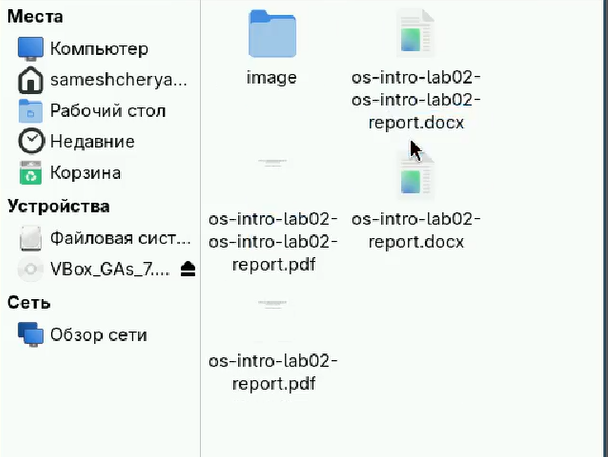 Места
Компьютер
sameshcherya...
Рабочий стол
Недавние
Корзина
Устройства
Файловая сист...
VBox_GAs_7....
Сеть
Обзор сети
image
os-intro-lab02-
os-intro-lab02-
report.docx
os-intro-lab02-
os-intro-lab02-
report.pdf
os-intro-lab02-
report.docx
os-intro-lab02-
report.pdf